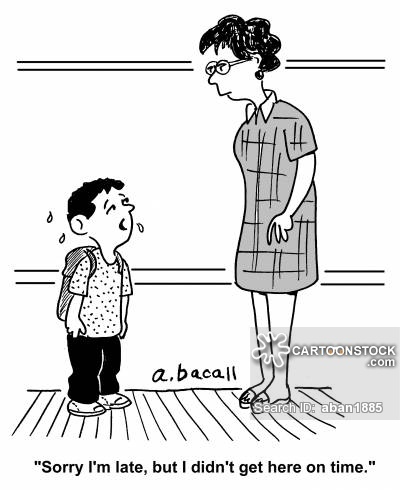 a.bacall
CARTOONSTOCK
.com
Search ID: aban1885
"Sorry I'm late, but I didn't get here on time."